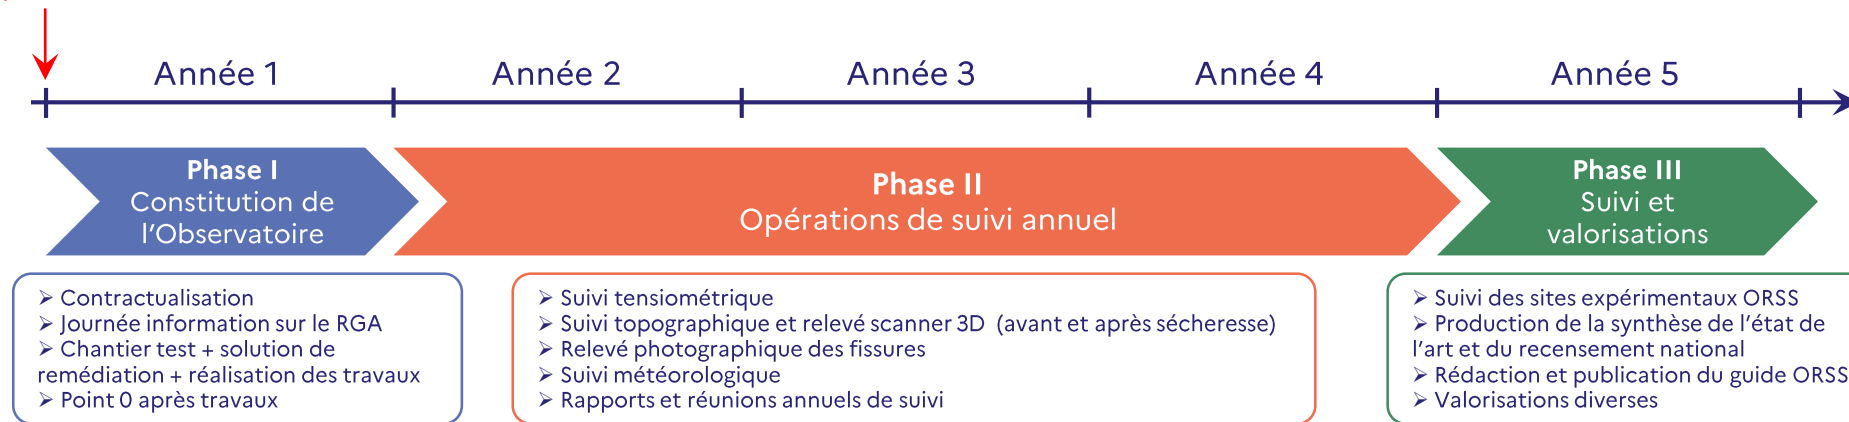 Année 1
Année 2
Année 3
Année 4
Année 5
Phase I
Constitution de
l’Observatoire
Phase II
Opérations de suivi annuel
Phase III
Suivi et
valorisations
➢ Contractualisation
➢ Journée information sur le RGA
➢ Chantier test + solution de
remédiation + réalisation des travaux
➢ Point 0 après travaux
➢ Suivi tensiométrique
➢ Suivi topographique et relevé scanner 3D (avant et après sécheresse)
➢ Relevé photographique des fissures
➢ Suivi météorologique
➢ Rapports et réunions annuels de suivi
➢ Suivi des sites expérimentaux ORSS
➢ Production de la synthèse de l’état de
l’art et du recensement national
➢ Rédaction et publication du guide ORSS
➢ Valorisations diverses